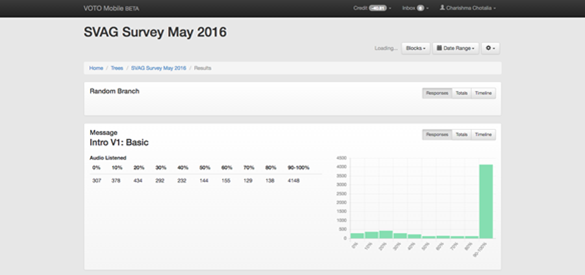 VOTO Mobile BETA
Credit -40.91 Inbox 0 Charishma Chotalia
SVAG Survey May 2016
Loading... Blocks Date Range
Home / Trees / SVAG Survey May 2016 / Results
Random Branch
Responses Totals Timeline
Message
Intro V1: Basic
Responses Totals Timeline
Audio Listened
0% 10% 20% 30% 40% 50% 60% 70% 80% 90-100%
307 378 434 292 232 144 155 129 138 4148
4500
4000
3500
3000
2500
2000
1500
1000
500
0
0% 10% 20% 30% 40% 50% 60% 70% 80% 90-100%